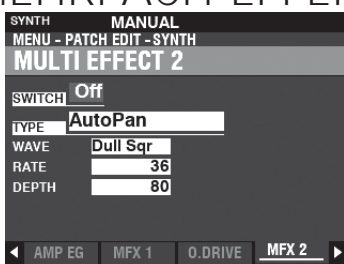 SYNTH MANUAL
MENU - PATCH EDIT - SYNTH
MULTI EFFECT 2
SWITCH Off
TYPE AutoPan
WAVE Dull Sqr
RATE 36
DEPTH 80
AMP EG MFX 1 O.DRIVE MFX 2